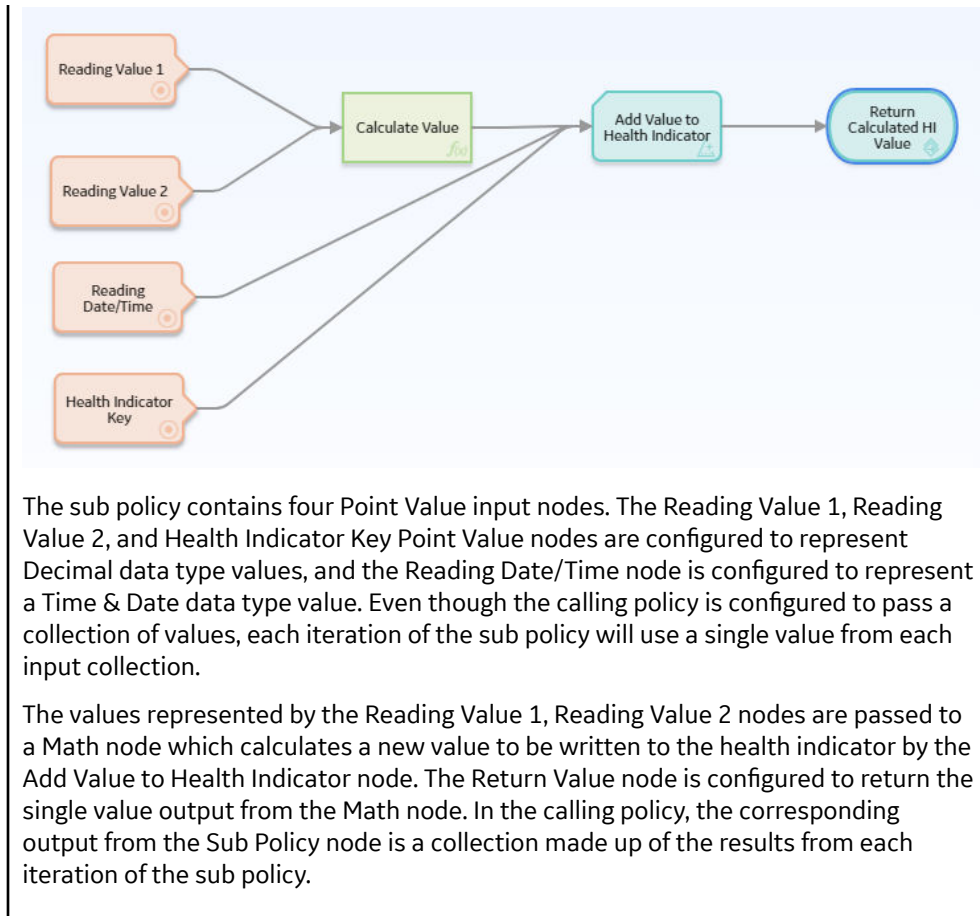 Reading Value 1
Calculate Value
f(x)
Add Value to
Health Indicator
Return
Calculated HI
Value
Reading Value 2
Reading
Date/Time
Health Indicator
Key
The sub policy contains four Point Value input nodes. The Reading Value 1, Reading
Value 2, and Health Indicator Key Point Value nodes are configured to represent
Decimal data type values, and the Reading Date/Time node is configured to represent
a Time & Date data type value. Even though the calling policy is configured to pass a
collection of values, each iteration of the sub policy will use a single value from each
input collection.
The values represented by the Reading Value 1, Reading Value 2 nodes are passed to
a Math node which calculates a new value to be written to the health indicator by the
Add Value to Health Indicator node. The Return Value node is configured to return the
single value output from the Math node. In the calling policy, the corresponding
output from the Sub Policy node is a collection made up of the results from each
iteration of the sub policy.